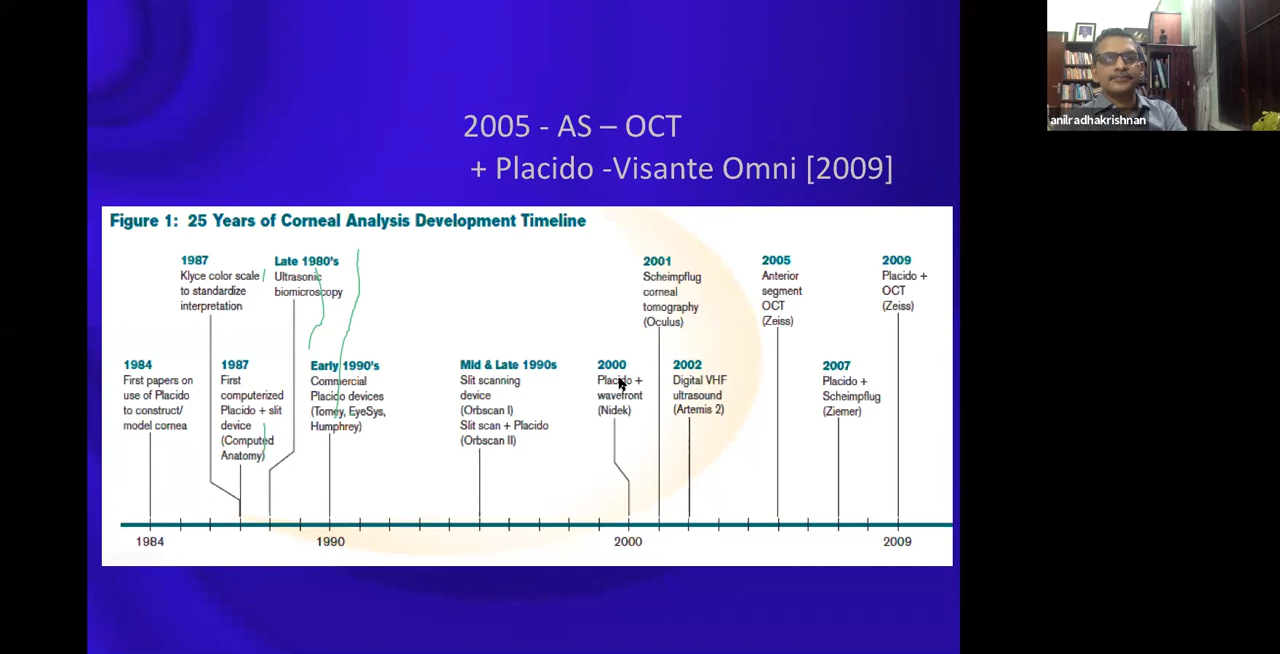 2005 - AS – OCT
+ Placido -Visante Omni [2009]
anilradhakrishnan
Figure 1: 25 Years of Corneal Analysis Development Timeline
1987
Klyce color scale
to standardize
interpretation
Late 1980's
Ultrasonic
biomicroscopy
2001
Scheimpflug
corneal
tomography
(Oculus)
2005
Anterior
segment
OCT
(Zeiss)
2009
Placido +
OCT
(Zeiss)
1984
First papers on
use of Placido
to construct/
model cornea
1987
First
computerized
Placido + slit
device
(Computed
Anatomy)
Early 1990's
Commercial
Placido devices
(Tomey, EyeSys,
Humphrey)
Mid & Late 1990s
Slit scanning
device
(Orbscan I)
Slit scan + Placido
(Orbscan II)
2000
Placido +
wavefront
(Nidek)
2002
Digital VHF
ultrasound
(Artemis 2)
2007
Placido +
Scheimpflug
(Ziemer)
1984
1990
2000
2009